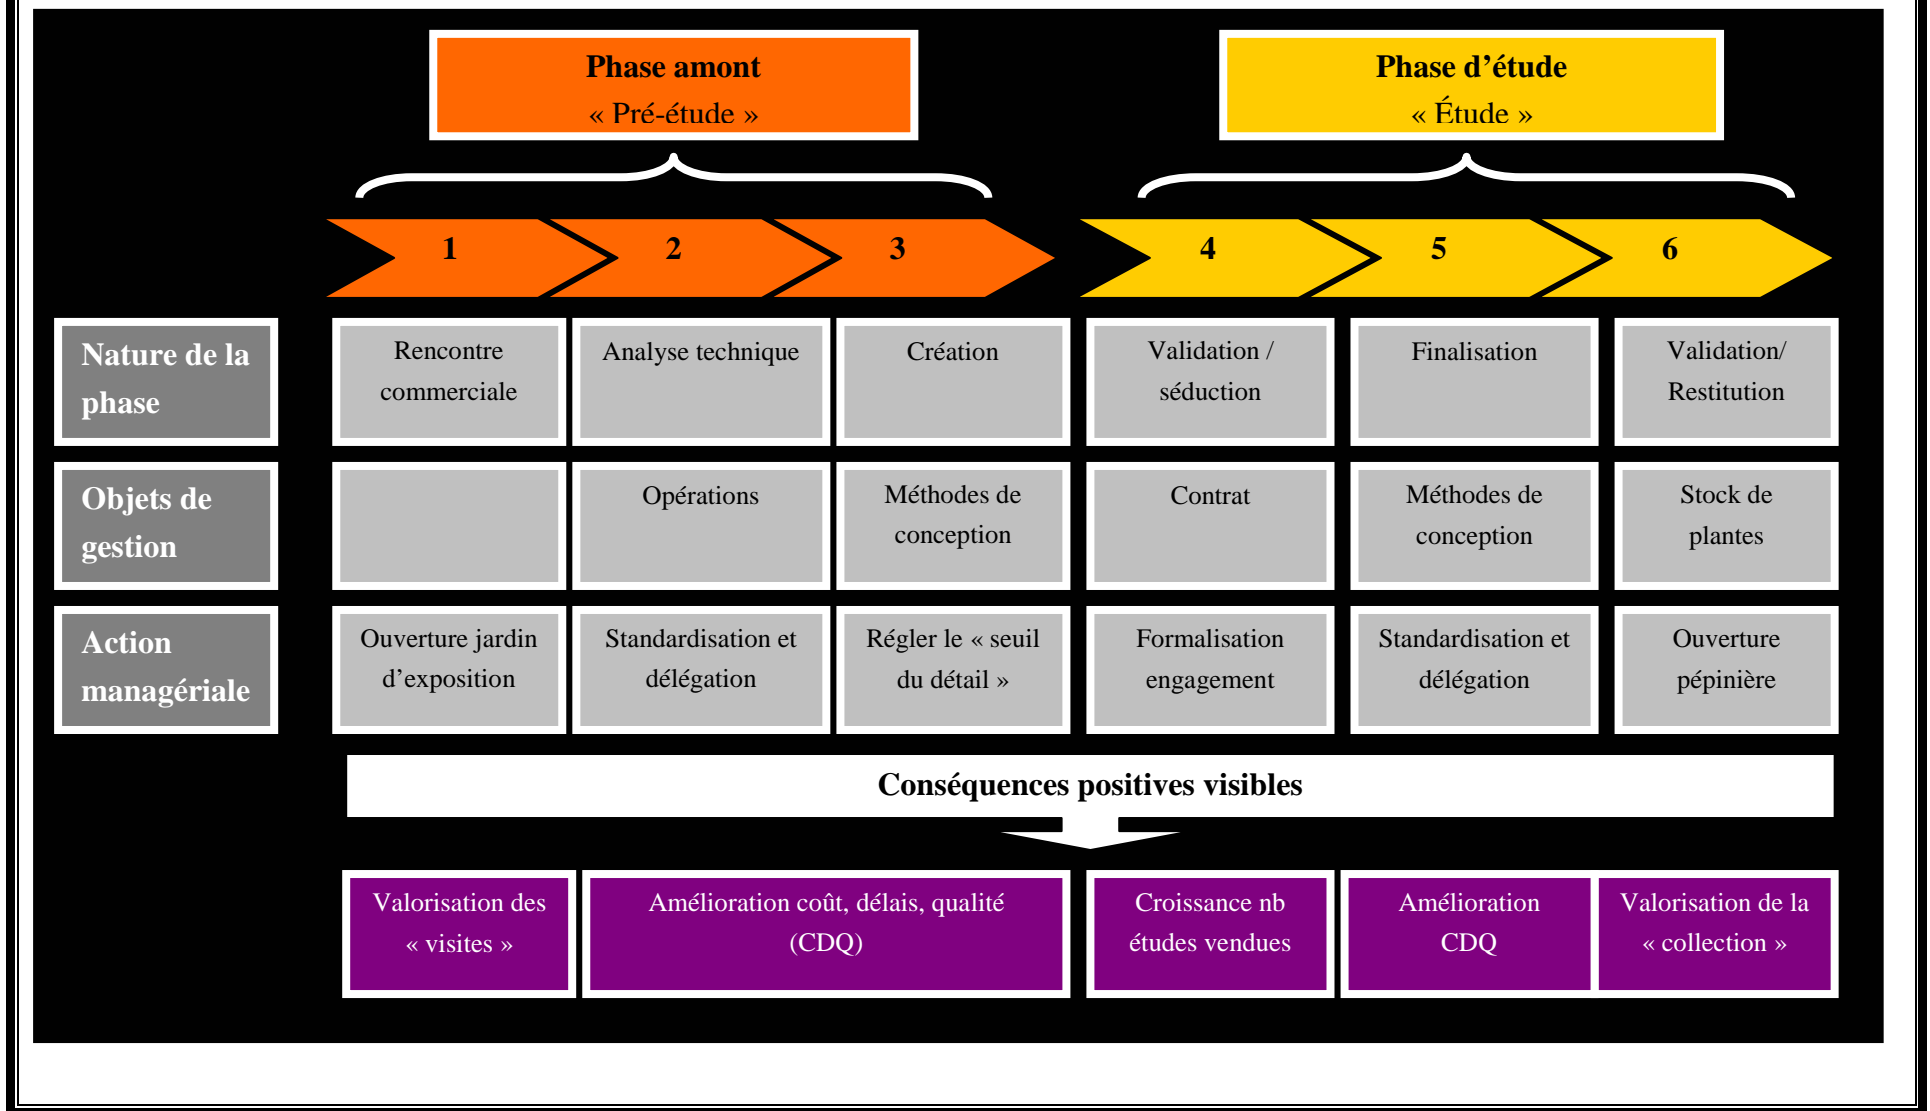 Phase amont
« Pré-étude »
Phase d’étude
« Étude »
1
2
3
4
5
6
Nature de la
phase
Rencontre
commerciale
Analyse technique
Création
Validation /
séduction
Finalisation
Validation/
Restitution
Objets de
gestion
Opérations
Méthodes de
conception
Contrat
Méthodes de
conception
Stock de
plantes
Action
managériale
Ouverture jardin
d’exposition
Standardisation et
délégation
Régler le « seuil
du détail »
Formalisation
engagement
Standardisation et
délégation
Ouverture
pépinière
Conséquences positives visibles
Valorisation des
« visites »
Amélioration coût, délais, qualité
(CDQ)
Croissance nb
études vendues
Amélioration
CDQ
Valorisation de la
« collection »